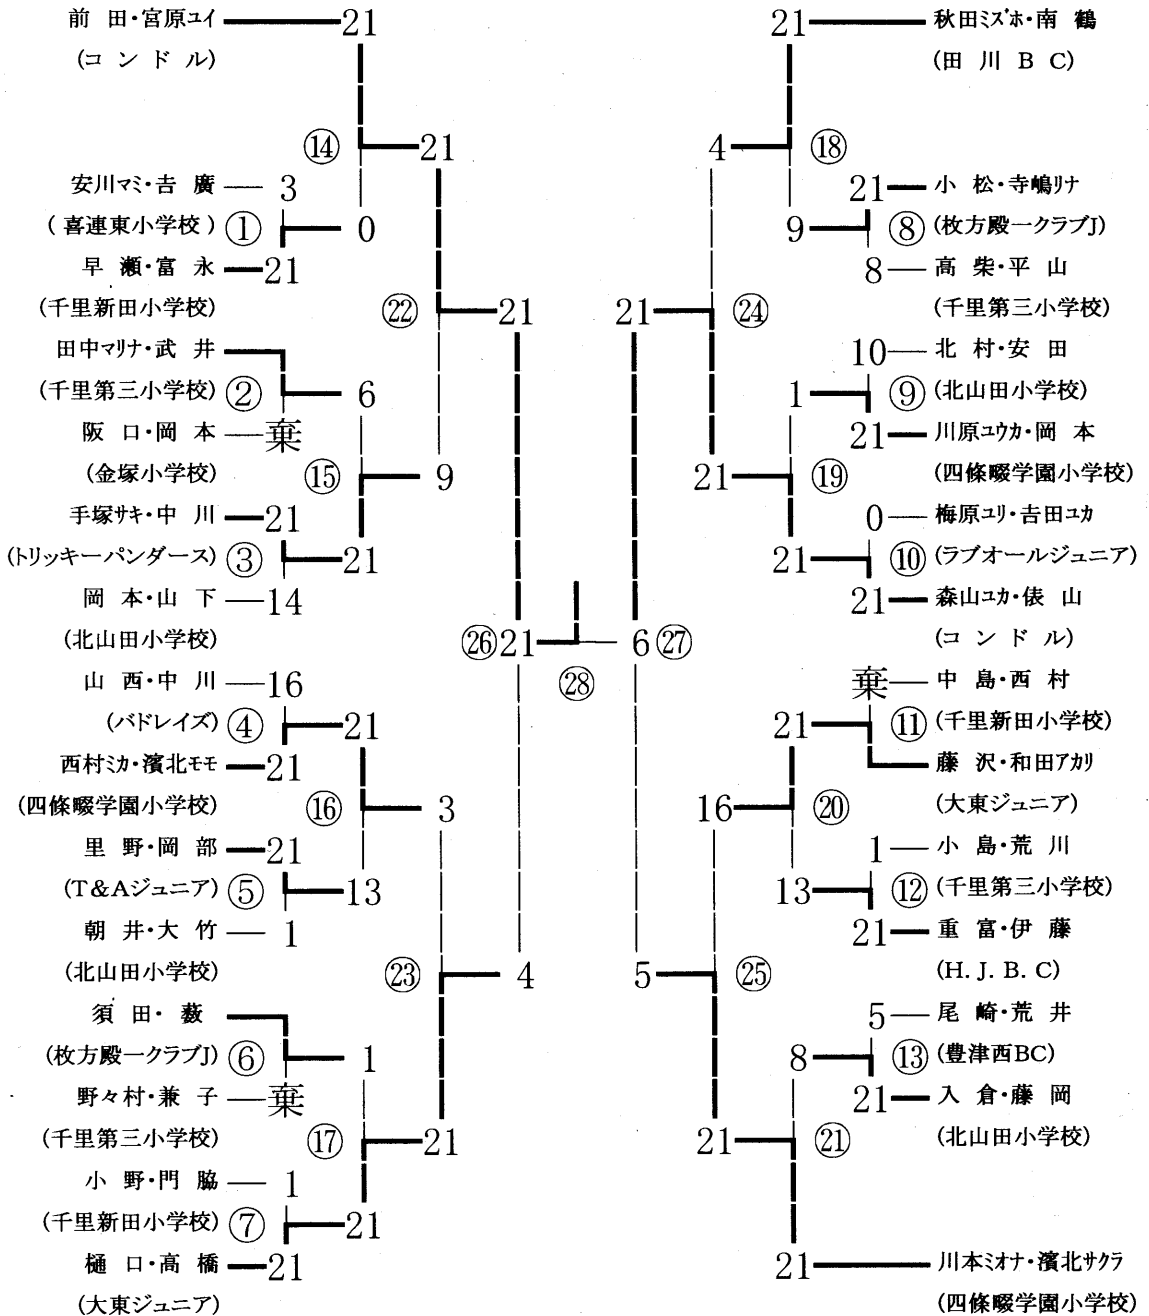 前 田・宮原ユイ 21
(コ ン ド ル)
⑭ 21
安川マミ・吉 廣 3
( 喜連東小学校 ) ① 0
早 瀬・富 永 21
(千里新田小学校) ㉒ 21
田中マリナ・武 井
(千里第三小学校) ② 6
阪 口・岡 本 棄
(金塚小学校) ⑮ 9
手塚サキ・中 川 21
(トリッキーパンダース) ③ 21
岡 本・山 下 14
(北山田小学校) ㉖ 21
山 西・中 川 16
(バドレイズ) ④ 21
西村ミカ・濱北モモ 21
(四條畷学園小学校) ⑯ 3
里 野・岡 部 21
(T&Aジュニア) ⑤ 13
朝 井・大 竹 1
(北山田小学校) ㉓ 4
須 田・薮
(枚方殿一クラブJ) ⑥ 1
野々村・兼 子 棄
(千里第三小学校) ⑰ 21
小 野・門 脇 1
(千里新田小学校) ⑦ 21
樋 口・高 橋 21
(大東ジュニア)
㉘
21 秋田ミズホ・南 鶴
(田 川 B C)
4 ⑱
21 小 松・寺嶋リナ
9 ⑧ (枚方殿一クラブJ)
8 高 柴・平 山
21 ㉔ (千里第三小学校)
10 北 村・安 田
1 ⑨ (北山田小学校)
21 川原ユウカ・岡 本
21 ⑲ (四條畷学園小学校)
0 梅原ユリ・吉田ユカ
21 ⑩ (ラブオールジュニア)
21 森山ユカ・俵 山
6 ㉗ (コ ン ド ル)
棄 中 島・西 村
21 ⑪ (千里新田小学校)
藤 沢・和田アカリ
16 ⑳ (大東ジュニア)
1 小 島・荒 川
13 ⑫ (千里第三小学校)
21 重 富・伊 藤
5 ㉕ (H. J. B. C)
5 尾 崎・荒 井
8 ⑬ (豊津西BC)
21 入 倉・藤 岡
21 ㉑ (北山田小学校)
21 川本ミオナ・濱北サクラ
(四條畷学園小学校)